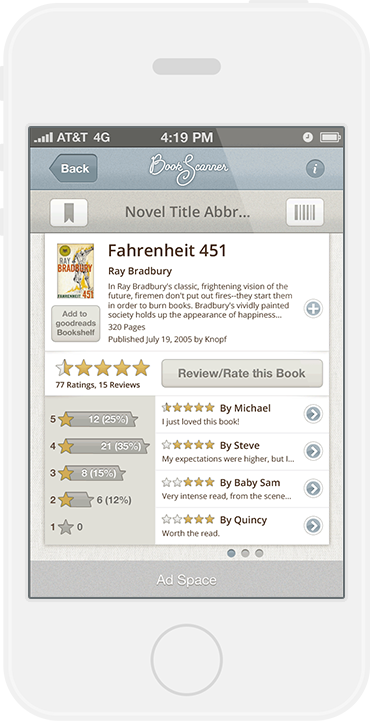 AT&T 4G 4:19 PM
Back BookScanner i
Novel Title Abbr...
RAY
BRADBURY
FAHRENHEIT 451
Fahrenheit 451
Ray Bradbury
In Ray Bradbury's classic, frightening vision of the
future, firemen don't put out fires--they start them
in order to burn books. Bradbury's vividly painted
society holds up the appearance of happiness...
320 Pages
Published July 19, 2005 by Knopf
Add to
goodreads
Bookshelf
77 Ratings, 15 Reviews
Review/Rate this Book
5 12 (25%)
4 21 (35%)
3 8 (15%)
2 6 (12%)
1 0
By Michael
I just loved this book!
By Steve
My expectations were higher, but I...
By Baby Sam
Very intense read, from the scene...
By Quincy
Worth the read.
Ad Space